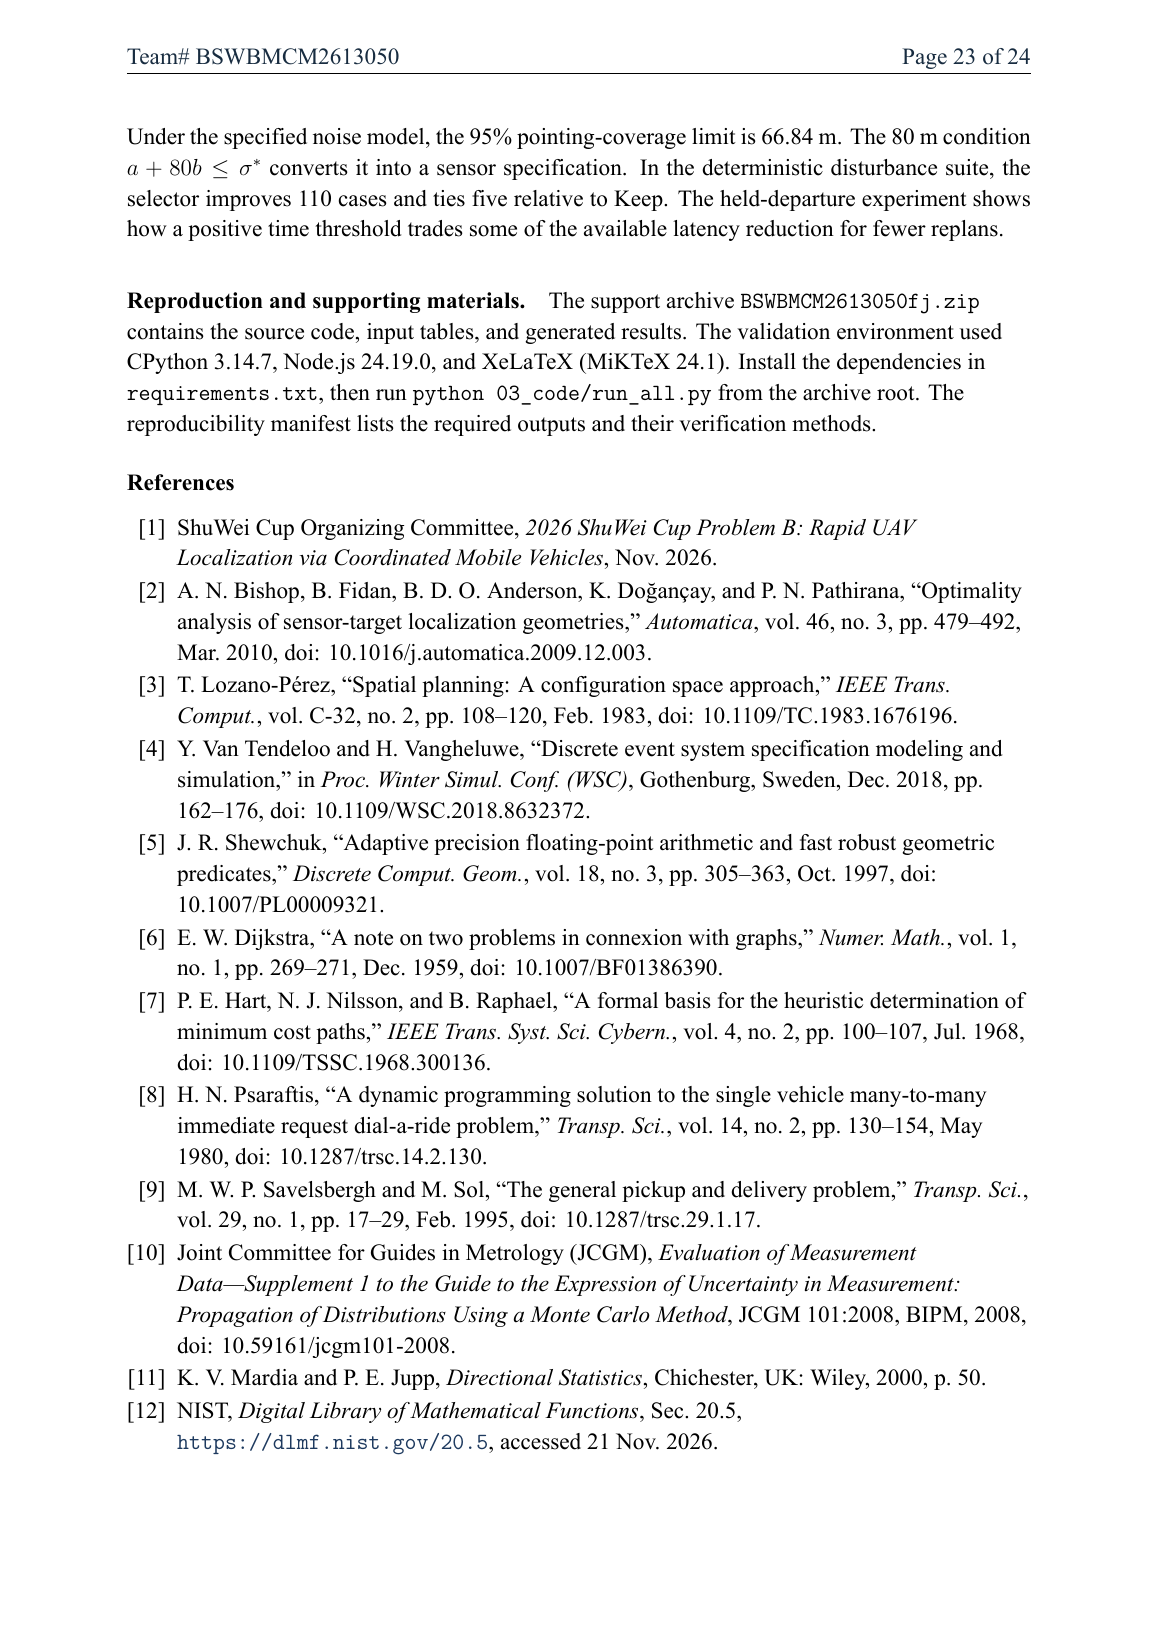 Team# BSWBMCM2613050 Page 23 of 24
Under the specified noise model, the 95% pointing-coverage limit is 66.84 m. The 80 m condition
a + 80b ≤ σ* converts it into a sensor specification. In the deterministic disturbance suite, the
selector improves 110 cases and ties five relative to Keep. The held-departure experiment shows
how a positive time threshold trades some of the available latency reduction for fewer replans.
Reproduction and supporting materials. The support archive BSWBMCM2613050fj.zip
contains the source code, input tables, and generated results. The validation environment used
CPython 3.14.7, Node.js 24.19.0, and XeLaTeX (MiKTeX 24.1). Install the dependencies in
requirements.txt, then run python 03_code/run_all.py from the archive root. The
reproducibility manifest lists the required outputs and their verification methods.
References
[1] ShuWei Cup Organizing Committee, 2026 ShuWei Cup Problem B: Rapid UAV
Localization via Coordinated Mobile Vehicles, Nov. 2026.
[2] A. N. Bishop, B. Fidan, B. D. O. Anderson, K. Doğançay, and P. N. Pathirana, “Optimality
analysis of sensor-target localization geometries,” Automatica, vol. 46, no. 3, pp. 479–492,
Mar. 2010, doi: 10.1016/j.automatica.2009.12.003.
[3] T. Lozano-Pérez, “Spatial planning: A configuration space approach,” IEEE Trans.
Comput., vol. C-32, no. 2, pp. 108–120, Feb. 1983, doi: 10.1109/TC.1983.1676196.
[4] Y. Van Tendeloo and H. Vangheluwe, “Discrete event system specification modeling and
simulation,” in Proc. Winter Simul. Conf. (WSC), Gothenburg, Sweden, Dec. 2018, pp.
162–176, doi: 10.1109/WSC.2018.8632372.
[5] J. R. Shewchuk, “Adaptive precision floating-point arithmetic and fast robust geometric
predicates,” Discrete Comput. Geom., vol. 18, no. 3, pp. 305–363, Oct. 1997, doi:
10.1007/PL00009321.
[6] E. W. Dijkstra, “A note on two problems in connexion with graphs,” Numer. Math., vol. 1,
no. 1, pp. 269–271, Dec. 1959, doi: 10.1007/BF01386390.
[7] P. E. Hart, N. J. Nilsson, and B. Raphael, “A formal basis for the heuristic determination of
minimum cost paths,” IEEE Trans. Syst. Sci. Cybern., vol. 4, no. 2, pp. 100–107, Jul. 1968,
doi: 10.1109/TSSC.1968.300136.
[8] H. N. Psaraftis, “A dynamic programming solution to the single vehicle many-to-many
immediate request dial-a-ride problem,” Transp. Sci., vol. 14, no. 2, pp. 130–154, May
1980, doi: 10.1287/trsc.14.2.130.
[9] M. W. P. Savelsbergh and M. Sol, “The general pickup and delivery problem,” Transp. Sci.,
vol. 29, no. 1, pp. 17–29, Feb. 1995, doi: 10.1287/trsc.29.1.17.
[10] Joint Committee for Guides in Metrology (JCGM), Evaluation of Measurement
Data—Supplement 1 to the Guide to the Expression of Uncertainty in Measurement:
Propagation of Distributions Using a Monte Carlo Method, JCGM 101:2008, BIPM, 2008,
doi: 10.59161/jcgm101-2008.
[11] K. V. Mardia and P. E. Jupp, Directional Statistics, Chichester, UK: Wiley, 2000, p. 50.
[12] NIST, Digital Library of Mathematical Functions, Sec. 20.5,
https://dlmf.nist.gov/20.5, accessed 21 Nov. 2026.